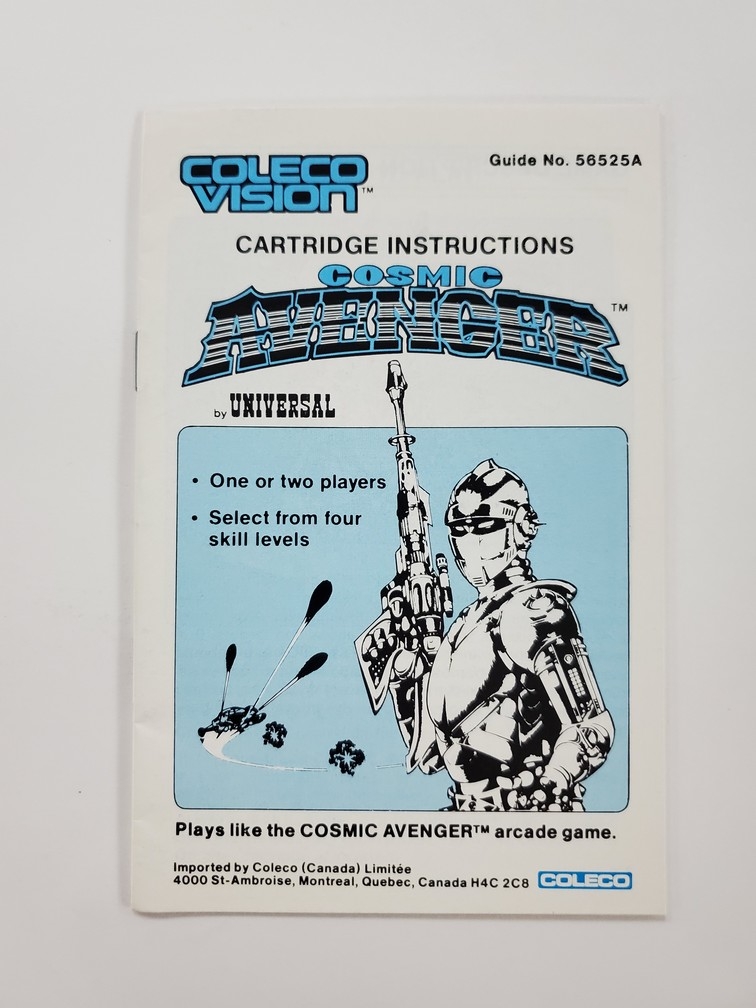 COLECO
VISION™
Guide No. 56525A
CARTRIDGE INSTRUCTIONS
COSMIC
AVENGER™
by UNIVERSAL
• One or two players
• Select from four
skill levels
Plays like the COSMIC AVENGER™ arcade game.
Imported by Coleco (Canada) Limitée
4000 St-Ambroise, Montreal, Quebec, Canada H4C 2C8 COLECO